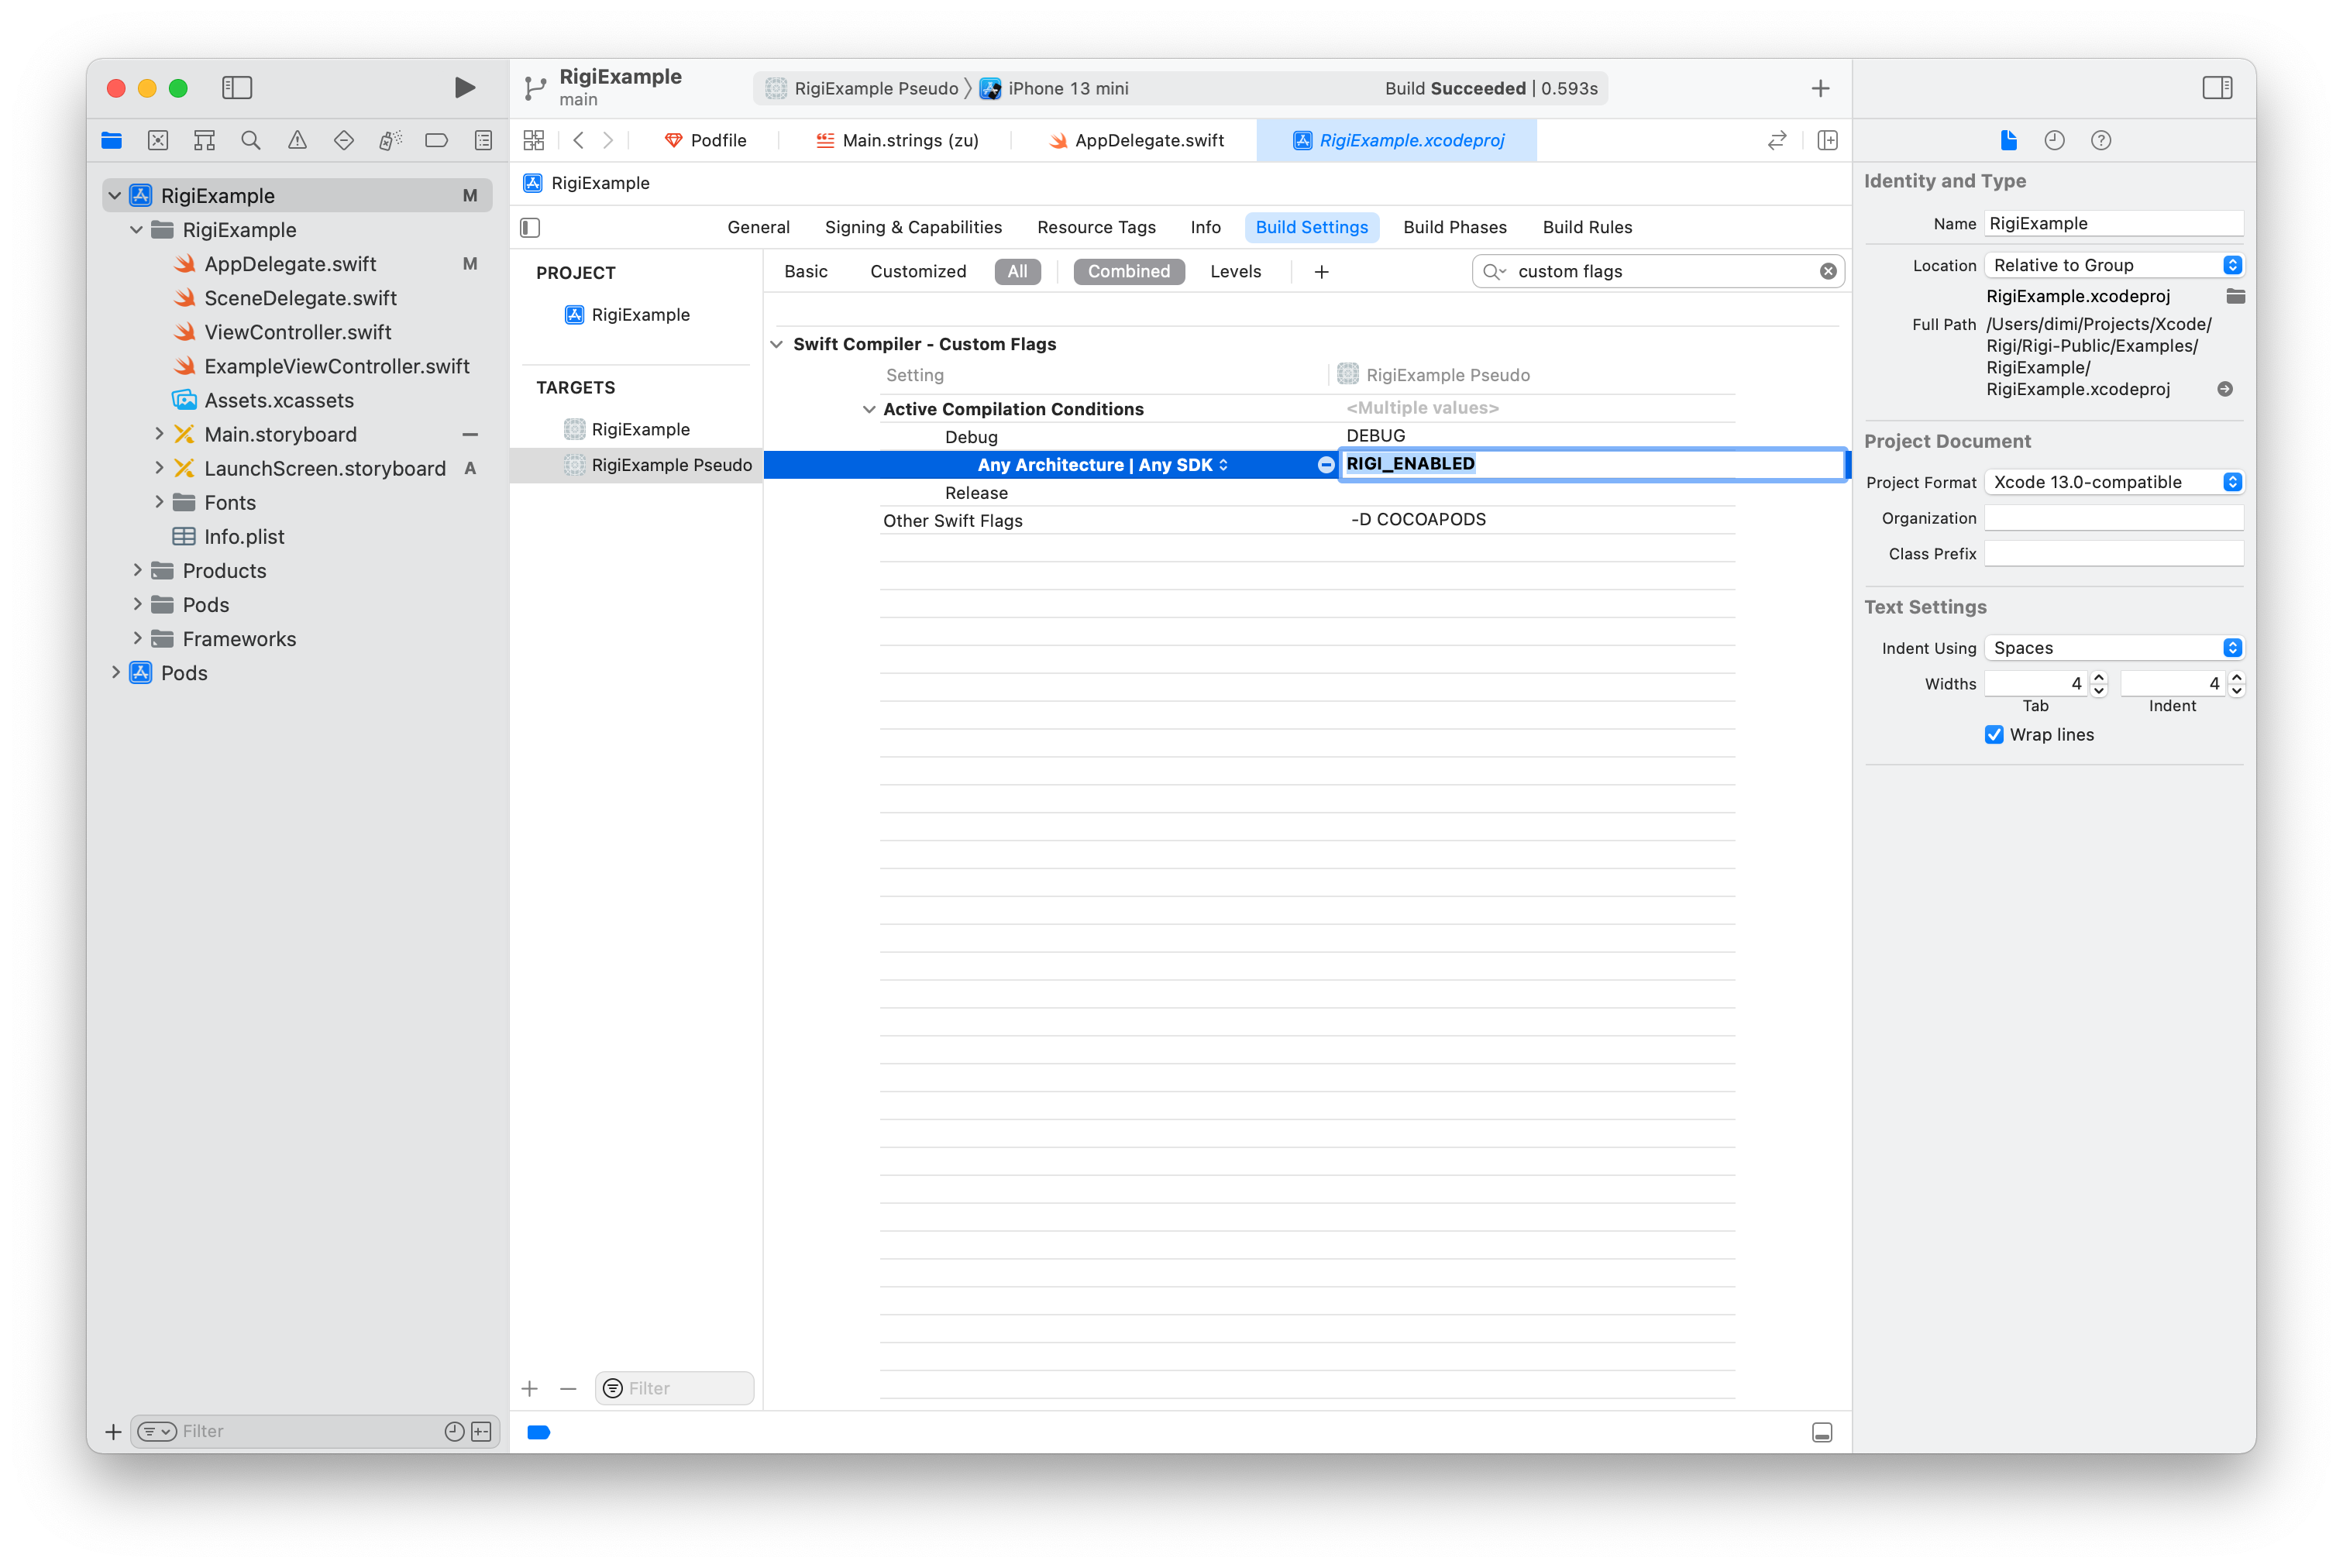 RigiExample
main
RigiExample Pseudo
iPhone 13 mini
Build Succeeded | 0.593s
Podfile
Main.strings (zu)
AppDelegate.swift
RigiExample.xcodeproj
RigiExample M
RigiExample
AppDelegate.swift M
SceneDelegate.swift
ViewController.swift
ExampleViewController.swift
Assets.xcassets
Main.storyboard
LaunchScreen.storyboard A
Fonts
Info.plist
Products
Pods
Frameworks
Pods
Filter
RigiExample
General Signing & Capabilities Resource Tags Info Build Settings Build Phases Build Rules
PROJECT
RigiExample
TARGETS
RigiExample
RigiExample Pseudo
Filter
Basic Customized All Combined Levels
custom flags
Swift Compiler - Custom Flags
Setting RigiExample Pseudo
Active Compilation Conditions <Multiple values>
Debug DEBUG
Any Architecture | Any SDK RIGI_ENABLED
Release
Other Swift Flags -D COCOAPODS
Identity and Type
Name RigiExample
Location Relative to Group
RigiExample.xcodeproj
Full Path /Users/dimi/Projects/Xcode/
Rigi/Rigi-Public/Examples/
RigiExample/
RigiExample.xcodeproj
Project Document
Project Format Xcode 13.0-compatible
Organization
Class Prefix
Text Settings
Indent Using Spaces
Widths 4 4
Tab Indent
Wrap lines